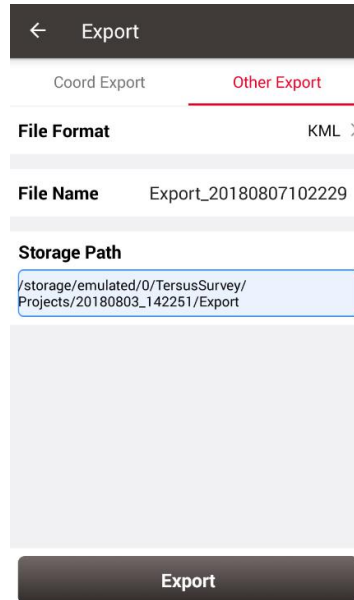 Export
Coord Export
Other Export
File Format
KML
File Name
Export_20180807102229
Storage Path
/storage/emulated/0/TersusSurvey/
Projects/20180803_142251/Export
Export